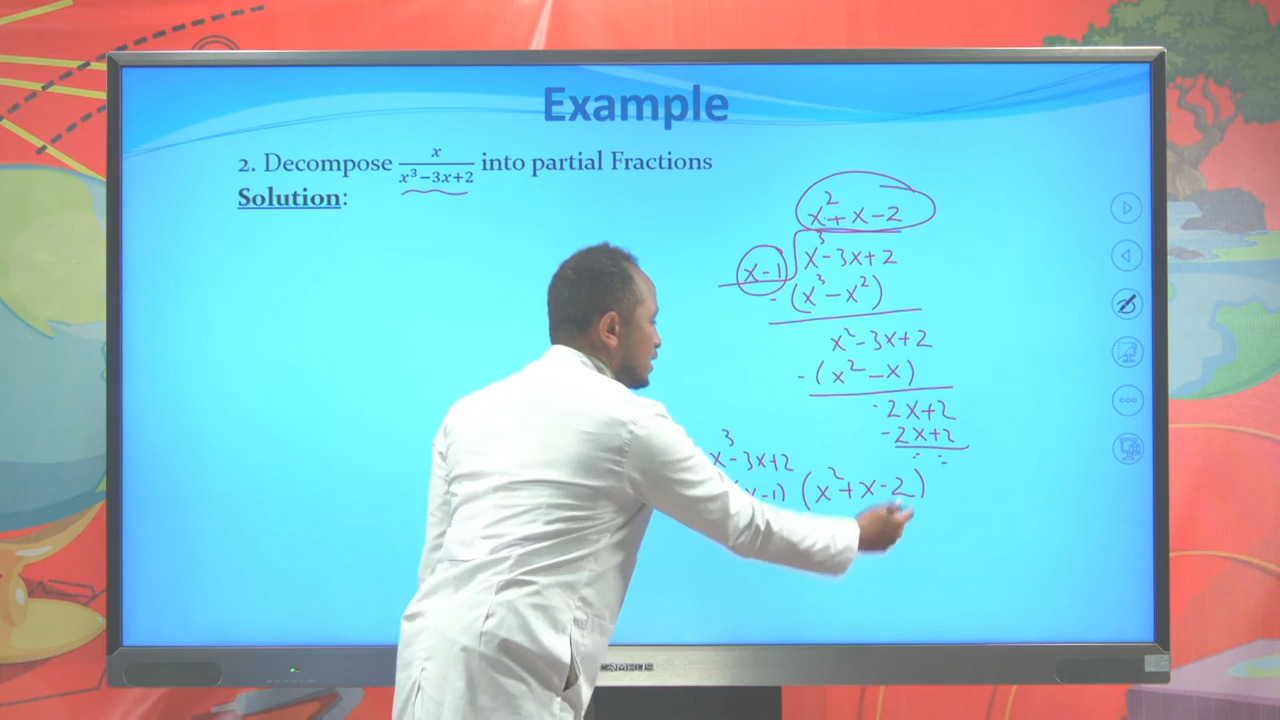 Example
2. Decompose x/(x³−3x+2) into partial Fractions
Solution:
x²+x−2
x−1
x³−3x+2
-(x³−x²)
x²−3x+2
-(x²−x)
-2x+2
-2x+2
x³−3x+2
(x−1) (x²+x−2)